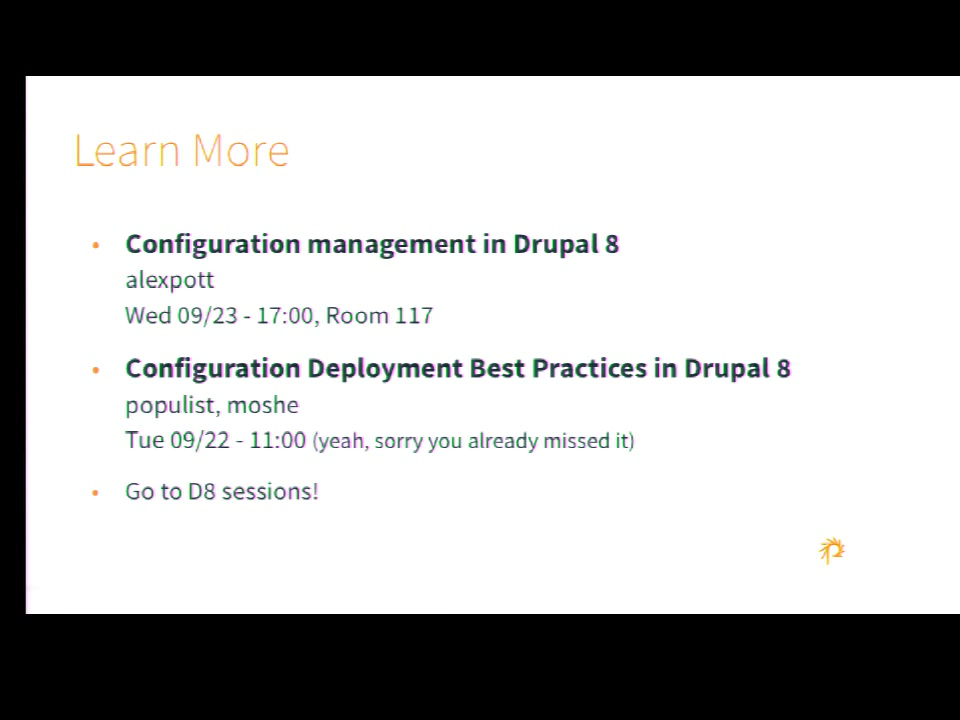 Learn More
• Configuration management in Drupal 8
alexpott
Wed 09/23 - 17:00, Room 117
• Configuration Deployment Best Practices in Drupal 8
populist, moshe
Tue 09/22 - 11:00 (yeah, sorry you already missed it)
• Go to D8 sessions!